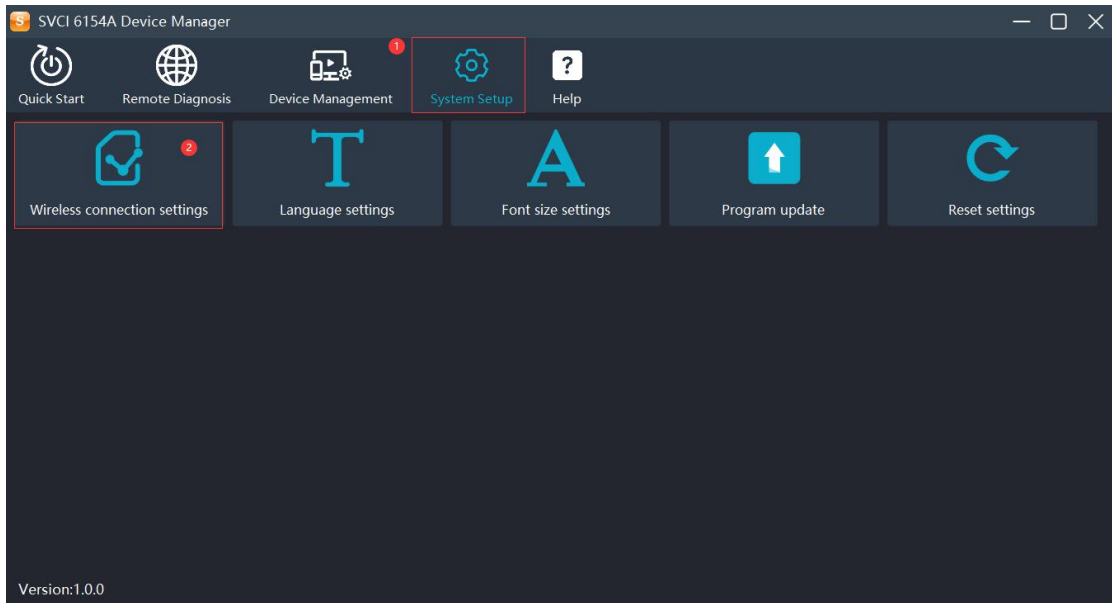 S SVCI 6154A Device Manager
1
?
Quick Start Remote Diagnosis Device Management System Setup Help
2
T A
Wireless connection settings Language settings Font size settings Program update Reset settings
Version:1.0.0